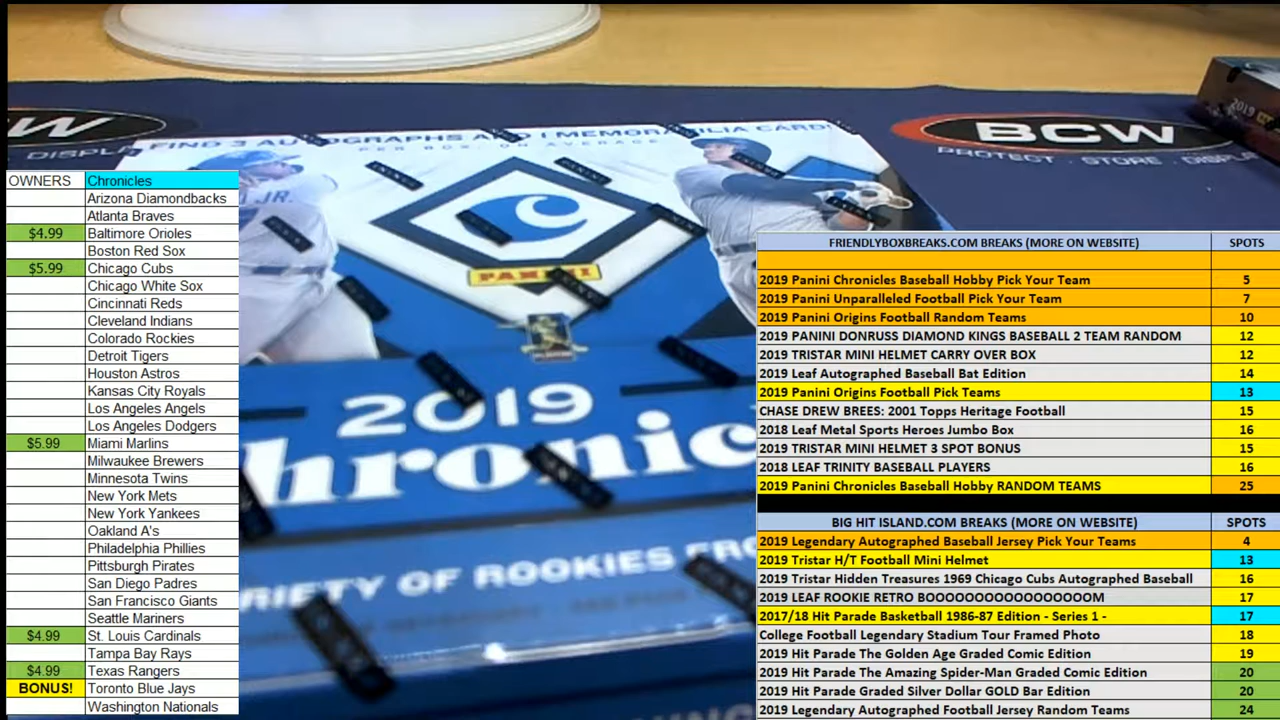 FIND 3 AUTOGRAPHS AND 1 MEMORABILIA CARD!
PER BOX, ON AVERAGE
BCW
PROTECT · STORE · DISPLA
W
DISPLA
2019
JR.
PANINI
2019
hronic
RIETY OF ROOKIES FRO
OWNERS Chronicles
Arizona Diamondbacks
Atlanta Braves
$4.99 Baltimore Orioles
Boston Red Sox
$5.99 Chicago Cubs
Chicago White Sox
Cincinnati Reds
Cleveland Indians
Colorado Rockies
Detroit Tigers
Houston Astros
Kansas City Royals
Los Angeles Angels
Los Angeles Dodgers
$5.99 Miami Marlins
Milwaukee Brewers
Minnesota Twins
New York Mets
New York Yankees
Oakland A's
Philadelphia Phillies
Pittsburgh Pirates
San Diego Padres
San Francisco Giants
Seattle Mariners
$4.99 St. Louis Cardinals
Tampa Bay Rays
$4.99 Texas Rangers
BONUS! Toronto Blue Jays
Washington Nationals
FRIENDLYBOXBREAKS.COM BREAKS (MORE ON WEBSITE) SPOTS
2019 Panini Chronicles Baseball Hobby Pick Your Team 5
2019 Panini Unparalleled Football Pick Your Team 7
2019 Panini Origins Football Random Teams 10
2019 PANINI DONRUSS DIAMOND KINGS BASEBALL 2 TEAM RANDOM 12
2019 TRISTAR MINI HELMET CARRY OVER BOX 12
2019 Leaf Autographed Baseball Bat Edition 14
2019 Panini Origins Football Pick Teams 13
CHASE DREW BREES: 2001 Topps Heritage Football 15
2018 Leaf Metal Sports Heroes Jumbo Box 16
2019 TRISTAR MINI HELMET 3 SPOT BONUS 15
2018 LEAF TRINITY BASEBALL PLAYERS 16
2019 Panini Chronicles Baseball Hobby RANDOM TEAMS 25
BIG HIT ISLAND.COM BREAKS (MORE ON WEBSITE) SPOTS
2019 Legendary Autographed Baseball Jersey Pick Your Teams 4
2019 Tristar H/T Football Mini Helmet 13
2019 Tristar Hidden Treasures 1969 Chicago Cubs Autographed Baseball 16
2019 LEAF ROOKIE RETRO BOOOOOOOOOOOOOOOOM 17
2017/18 Hit Parade Basketball 1986-87 Edition - Series 1 - 17
College Football Legendary Stadium Tour Framed Photo 18
2019 Hit Parade The Golden Age Graded Comic Edition 19
2019 Hit Parade The Amazing Spider-Man Graded Comic Edition 20
2019 Hit Parade Graded Silver Dollar GOLD Bar Edition 20
2019 Legendary Autographed Football Jersey Random Teams 24